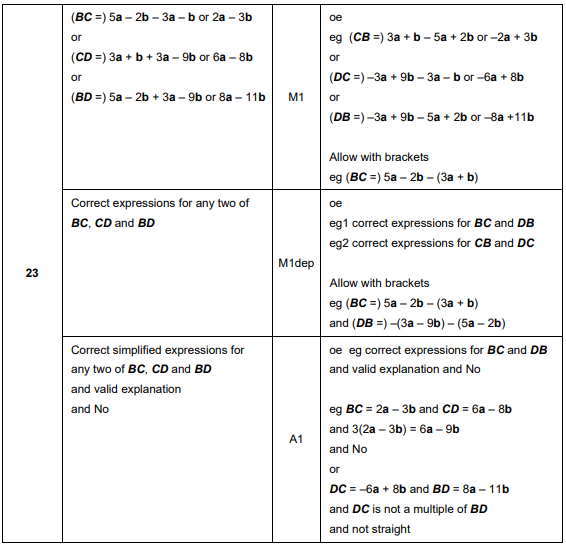 23
(BC =) 5a – 2b – 3a – b or 2a – 3b
or
(CD =) 3a + b + 3a – 9b or 6a – 8b
or
(BD =) 5a – 2b + 3a – 9b or 8a – 11b
M1
oe
eg (CB =) 3a + b – 5a + 2b or –2a + 3b
or
(DC =) –3a + 9b – 3a – b or –6a + 8b
or
(DB =) –3a + 9b – 5a + 2b or –8a +11b
Allow with brackets
eg (BC =) 5a – 2b – (3a + b)
Correct expressions for any two of
BC, CD and BD
M1dep
oe
eg1 correct expressions for BC and DB
eg2 correct expressions for CB and DC
Allow with brackets
eg (BC =) 5a – 2b – (3a + b)
and (DB =) –(3a – 9b) – (5a – 2b)
Correct simplified expressions for
any two of BC, CD and BD
and valid explanation
and No
A1
oe eg correct expressions for BC and DB
and valid explanation and No
eg BC = 2a – 3b and CD = 6a – 8b
and 3(2a – 3b) = 6a – 9b
and No
or
DC = –6a + 8b and BD = 8a – 11b
and DC is not a multiple of BD
and not straight